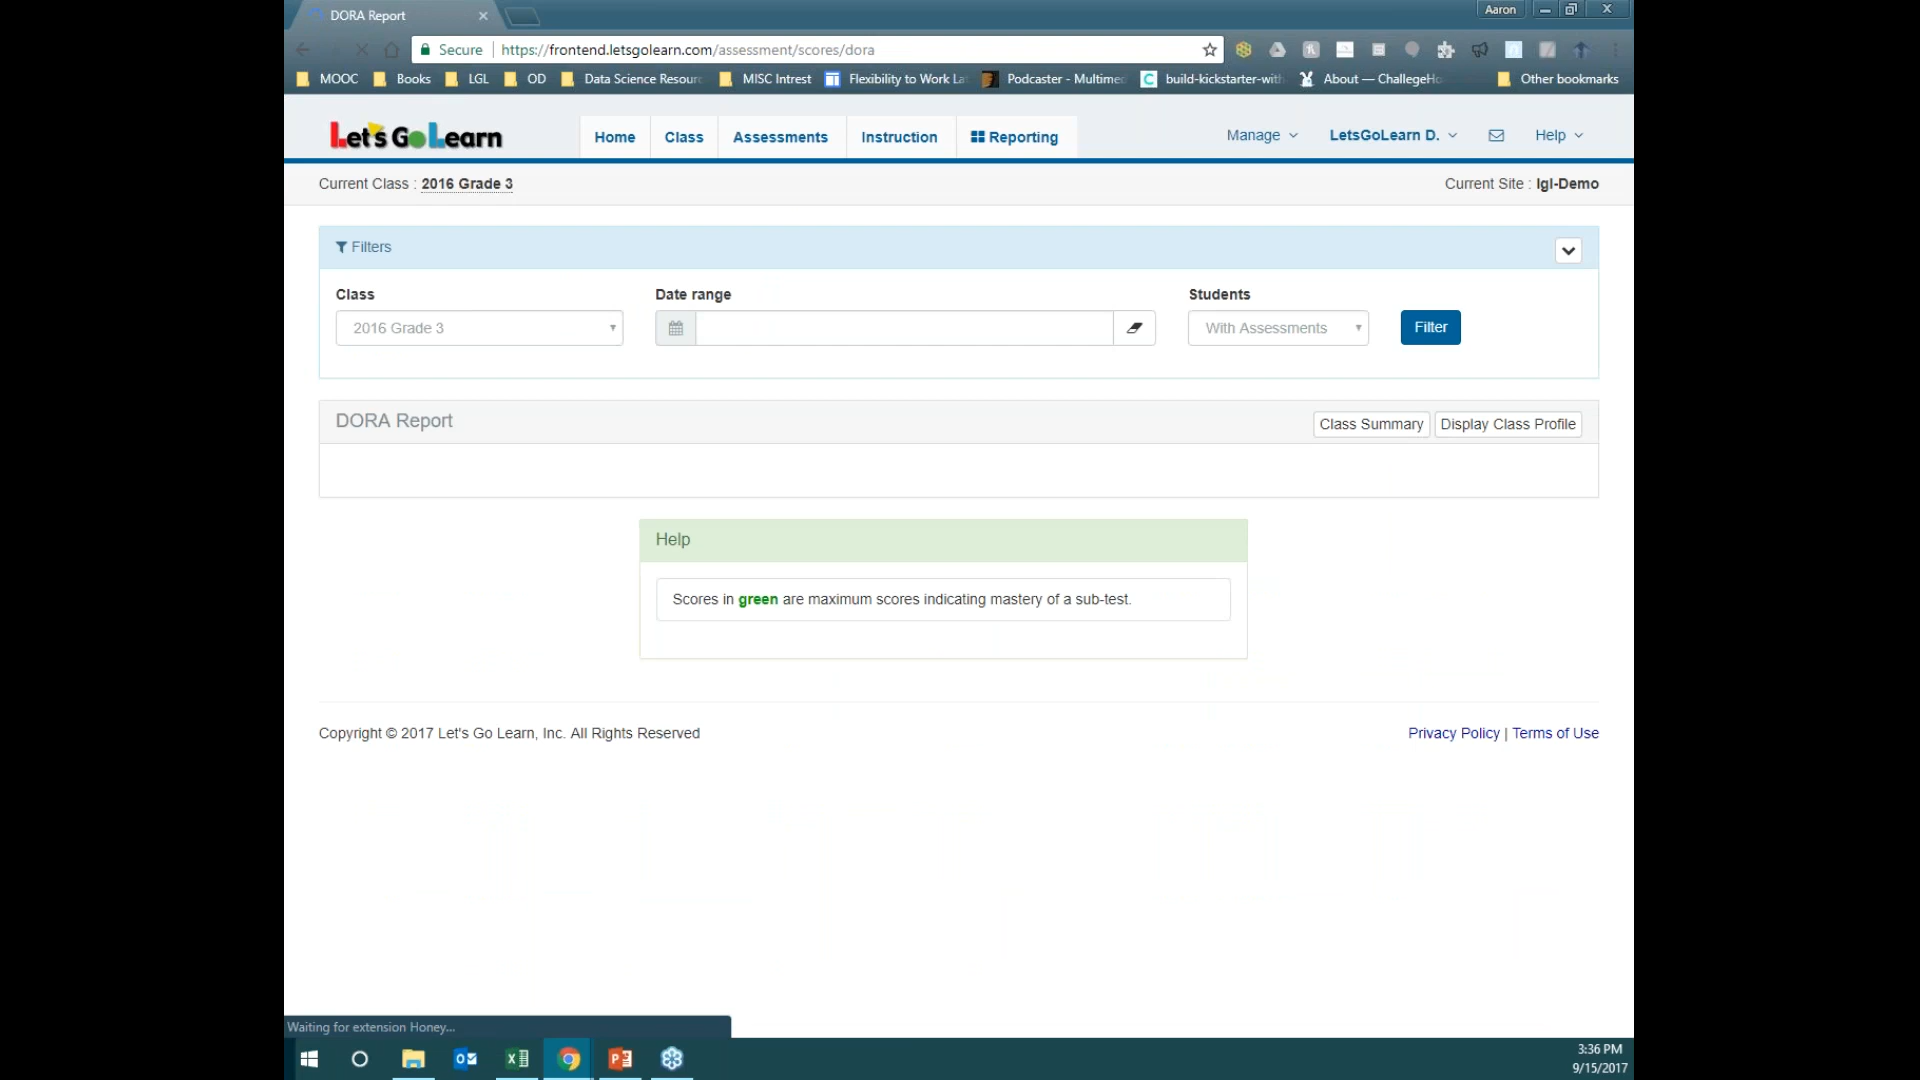 DORA Report
Aaron
Secure https://frontend.letsgolearn.com/assessment/scores/dora
MOOC Books LGL OD Data Science Resour MISC Intrest Flexibility to Work La Podcaster - Multime build-kickstarter-with About — ChallegeHo Other bookmarks
Let's Go Learn Home Class Assessments Instruction Reporting Manage LetsGoLearn D. Help
Current Class : 2016 Grade 3 Current Site : lgl-Demo
Filters
Class Date range Students
2016 Grade 3 With Assessments Filter
DORA Report Class Summary Display Class Profile
Help
Scores in green are maximum scores indicating mastery of a sub-test.
Copyright © 2017 Let's Go Learn, Inc. All Rights Reserved Privacy Policy | Terms of Use
Waiting for extension Honey...
3:36 PM
9/15/2017